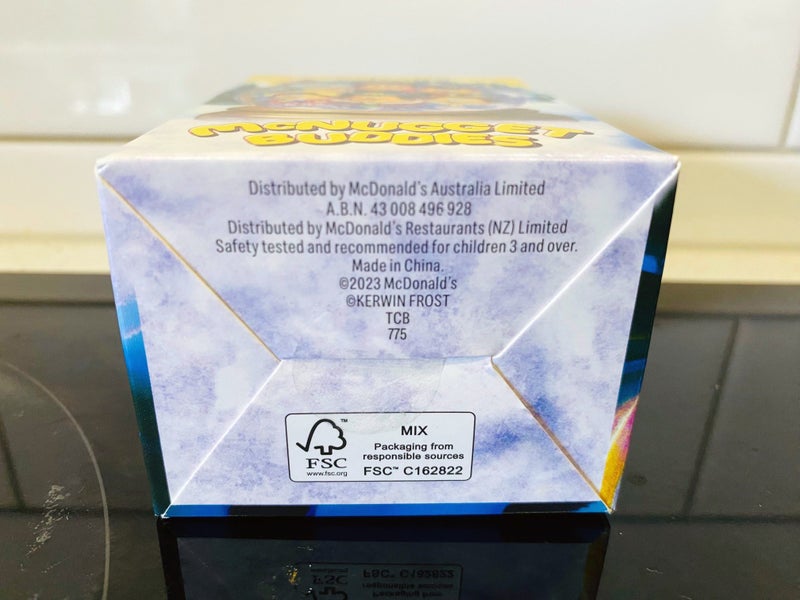 McNUGGET
BUDDIES
Distributed by McDonald's Australia Limited
A.B.N. 43 008 496 928
Distributed by McDonald's Restaurants (NZ) Limited
Safety tested and recommended for children 3 and over.
Made in China.
©2023 McDonald's
©KERWIN FROST
TCB
775
™
FSC
www.fsc.org
MIX
Packaging from
responsible sources
FSC™ C162822